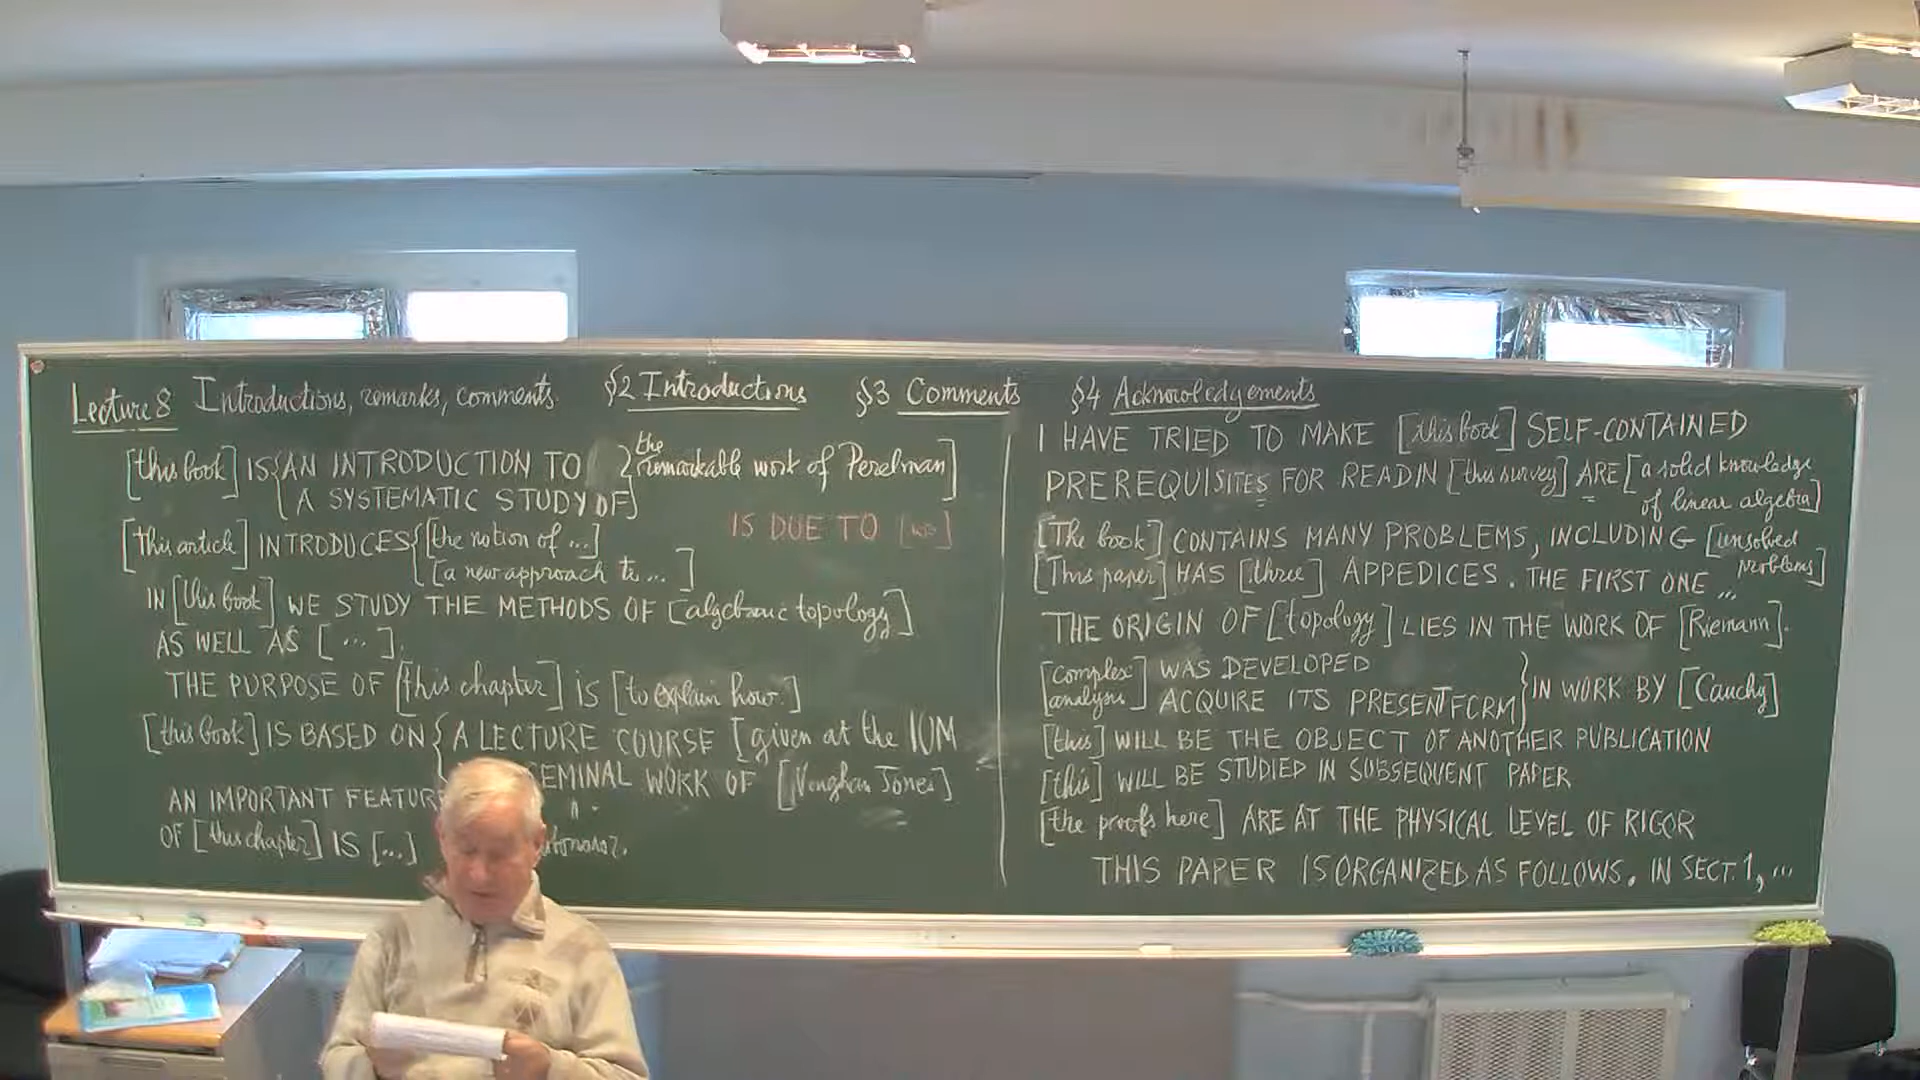 Lecture 8 Introductions, remarks, comments. §2 Introductions §3 Comments §4 Acknowledgements
[this book] IS { AN INTRODUCTION TO } the remarkable work of Perelman]
{ A SYSTEMATIC STUDY OF }
IS DUE TO
[This article] INTRODUCES { [the notion of ...]
[a new approach to ... ]
IN [this book] WE STUDY THE METHODS OF [algebraic topology]
AS WELL AS [ ... ].
THE PURPOSE OF [this chapter] IS [to explain how.]
[this book] IS BASED ON { A LECTURE COURSE [given at the IUM
EMINAL WORK OF [Vaughan Jones]
AN IMPORTANT FEATURE
OF [this chapter] IS [...]
I HAVE TRIED TO MAKE [this book] SELF-CONTAINED
PREREQUISITES FOR READIN [this survey] ARE [a solid knowledge
of linear algebra]
[The book] CONTAINS MANY PROBLEMS, INCLUDING [unsolved
problems]
[This paper] HAS [three] APPEDICES. THE FIRST ONE ...
THE ORIGIN OF [topology] LIES IN THE WORK OF [Riemann].
[complex analysis] WAS DEVELOPED
ACQUIRE ITS PRESENT FORM } IN WORK BY [Cauchy]
[this] WILL BE THE OBJECT OF ANOTHER PUBLICATION
[this] WILL BE STUDIED IN SUBSEQUENT PAPER
[the proofs here] ARE AT THE PHYSICAL LEVEL OF RIGOR
THIS PAPER IS ORGANIZED AS FOLLOWS. IN SECT. 1, ...